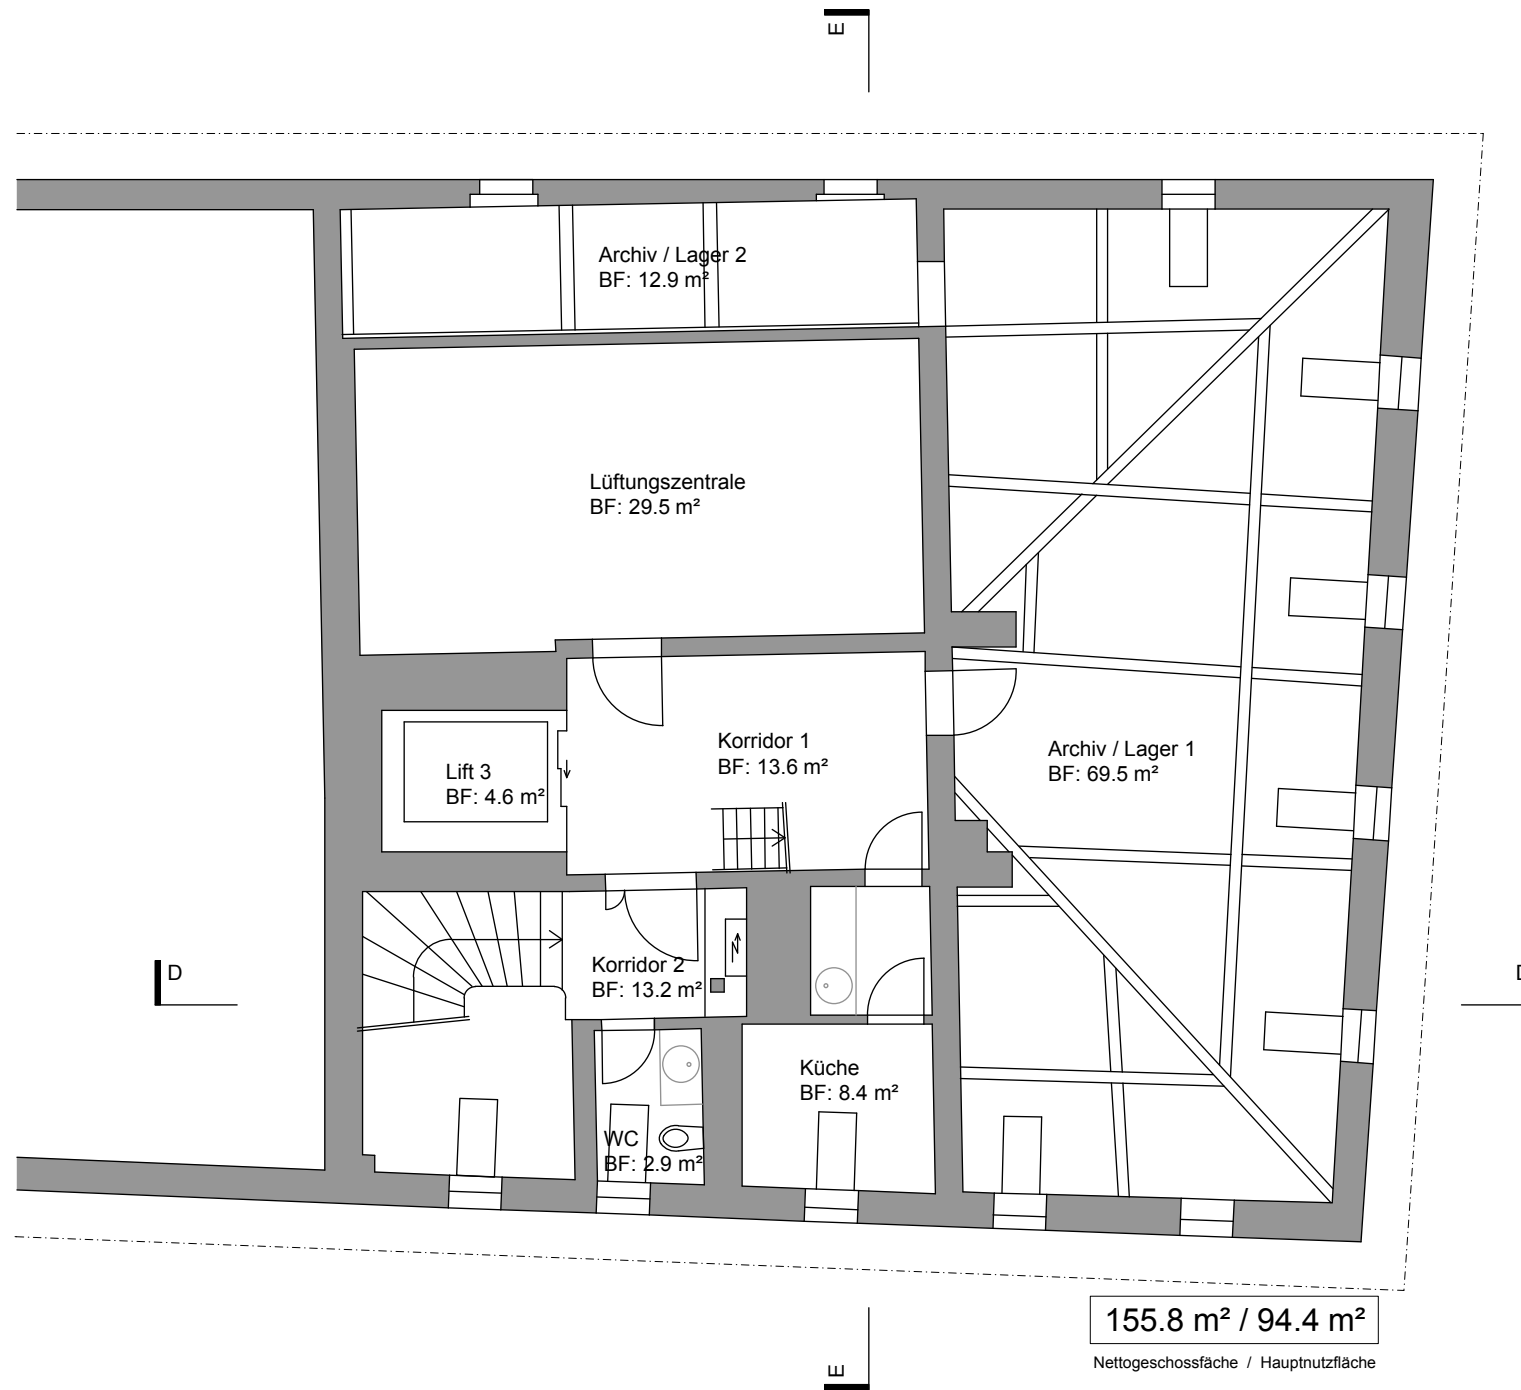 E
Archiv / Lager 2
BF: 12.9 m²
Lüftungszentrale
BF: 29.5 m²
Korridor 1
BF: 13.6 m²
Archiv / Lager 1
BF: 69.5 m²
Lift 3
BF: 4.6 m²
D
Korridor 2
BF: 13.2 m²
D
Küche
BF: 8.4 m²
WC
BF: 2.9 m²
155.8 m² / 94.4 m²
Nettogeschossfäche / Hauptnutzfläche
E